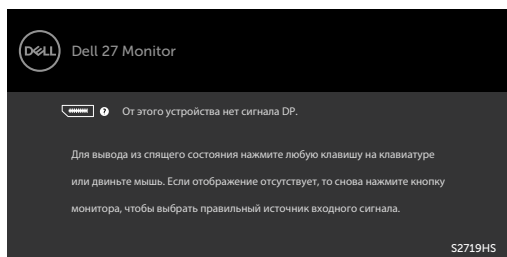 DELL
Dell 27 Monitor
? От этого устройства нет сигнала DP.
Для вывода из спящего состояния нажмите любую клавишу на клавиатуре
или двиньте мышь. Если отображение отсутствует, то снова нажмите кнопку
монитора, чтобы выбрать правильный источник входного сигнала.
S2719HS